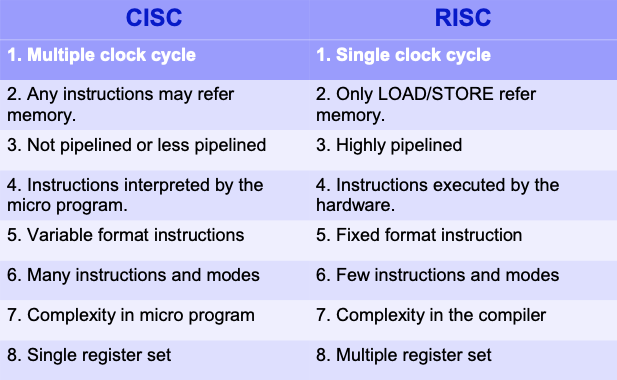 CISC
RISC
1. Multiple clock cycle
1. Single clock cycle
2. Any instructions may refer
memory.
2. Only LOAD/STORE refer
memory.
3. Not pipelined or less pipelined
3. Highly pipelined
4. Instructions interpreted by the
micro program.
4. Instructions executed by the
hardware.
5. Variable format instructions
5. Fixed format instruction
6. Many instructions and modes
6. Few instructions and modes
7. Complexity in micro program
7. Complexity in the compiler
8. Single register set
8. Multiple register set